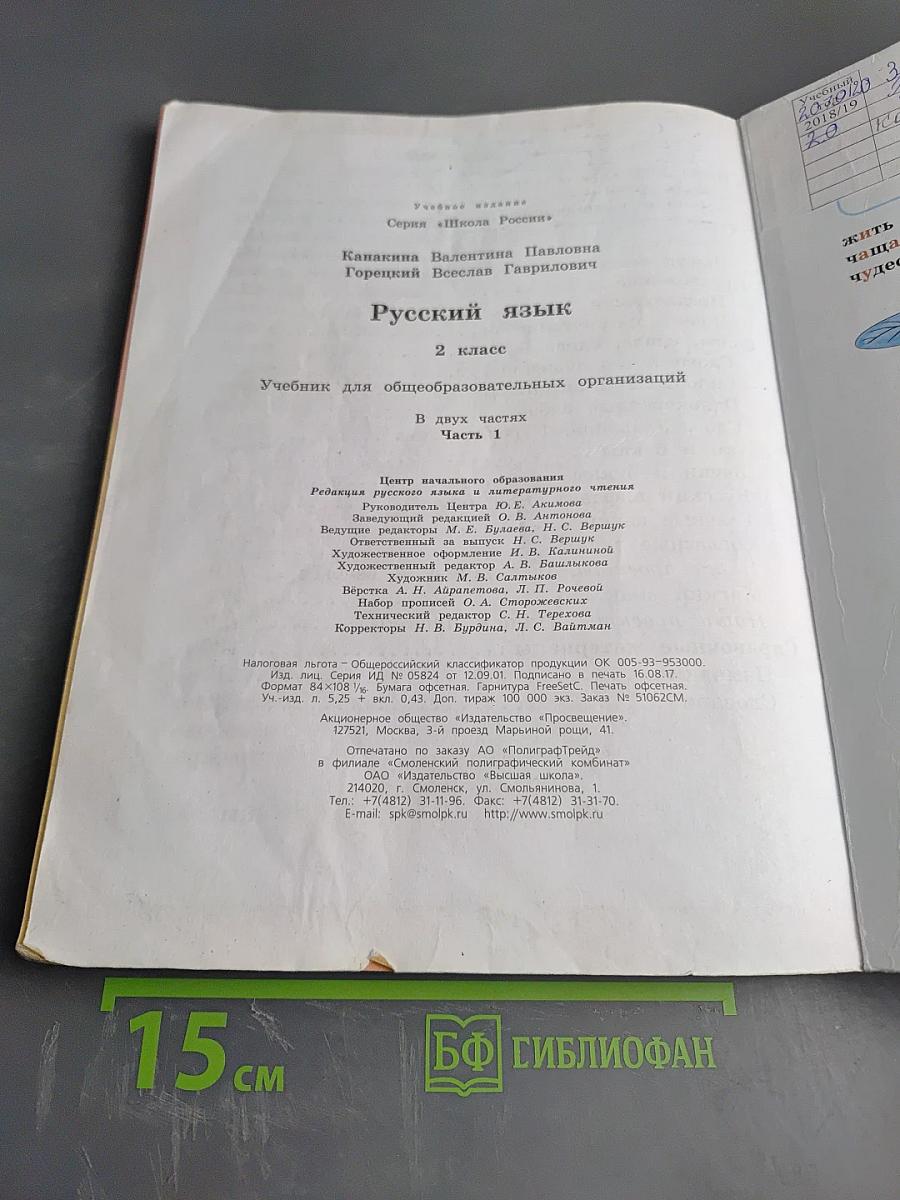 Учебное издание
Серия «Школа России»
Канакина Валентина Павловна
Горецкий Всеслав Гаврилович
Русский язык
2 класс
Учебник для общеобразовательных организаций
В двух частях
Часть 1
Центр начального образования
Редакция русского языка и литературного чтения
Руководитель Центра Ю. Е. Акимова
Заведующий редакцией О. В. Антонова
Ведущие редакторы М. Е. Булаева, Н. С. Вершук
Ответственный за выпуск Н. С. Вершук
Художественное оформление И. В. Калининой
Художественный редактор А. В. Башлыкова
Художник М. В. Салтыков
Вёрстка А. Н. Айрапетова, Л. П. Рочевой
Набор прописей О. А. Сторожевских
Технический редактор С. Н. Терехова
Корректоры Н. В. Бурдина, Л. С. Вайтман
Налоговая льгота – Общероссийский классификатор продукции ОК 005-93–953000.
Изд. лиц. Серия ИД № 05824 от 12.09.01. Подписано в печать 16.08.17.
Формат 84×108 1/16. Бумага офсетная. Гарнитура FreeSetC. Печать офсетная.
Уч.-изд. л. 5,25 + вкл. 0,43. Доп. тираж 100 000 экз. Заказ № 51062СМ.
Акционерное общество «Издательство «Просвещение».
127521, Москва, 3-й проезд Марьиной рощи, 41.
Отпечатано по заказу АО «ПолиграфТрейд»
в филиале «Смоленский полиграфический комбинат»
ОАО «Издательство «Высшая школа».
214020, г. Смоленск, ул. Смольянинова, 1.
Тел.: +7(4812) 31-11-96. Факс: +7(4812) 31-31-70.
E-mail: spk@smolpk.ru http://www.smolpk.ru
Учебный
2018/19
20
жить
чаща
чудес
15 см
БФ БИБЛИОФАН